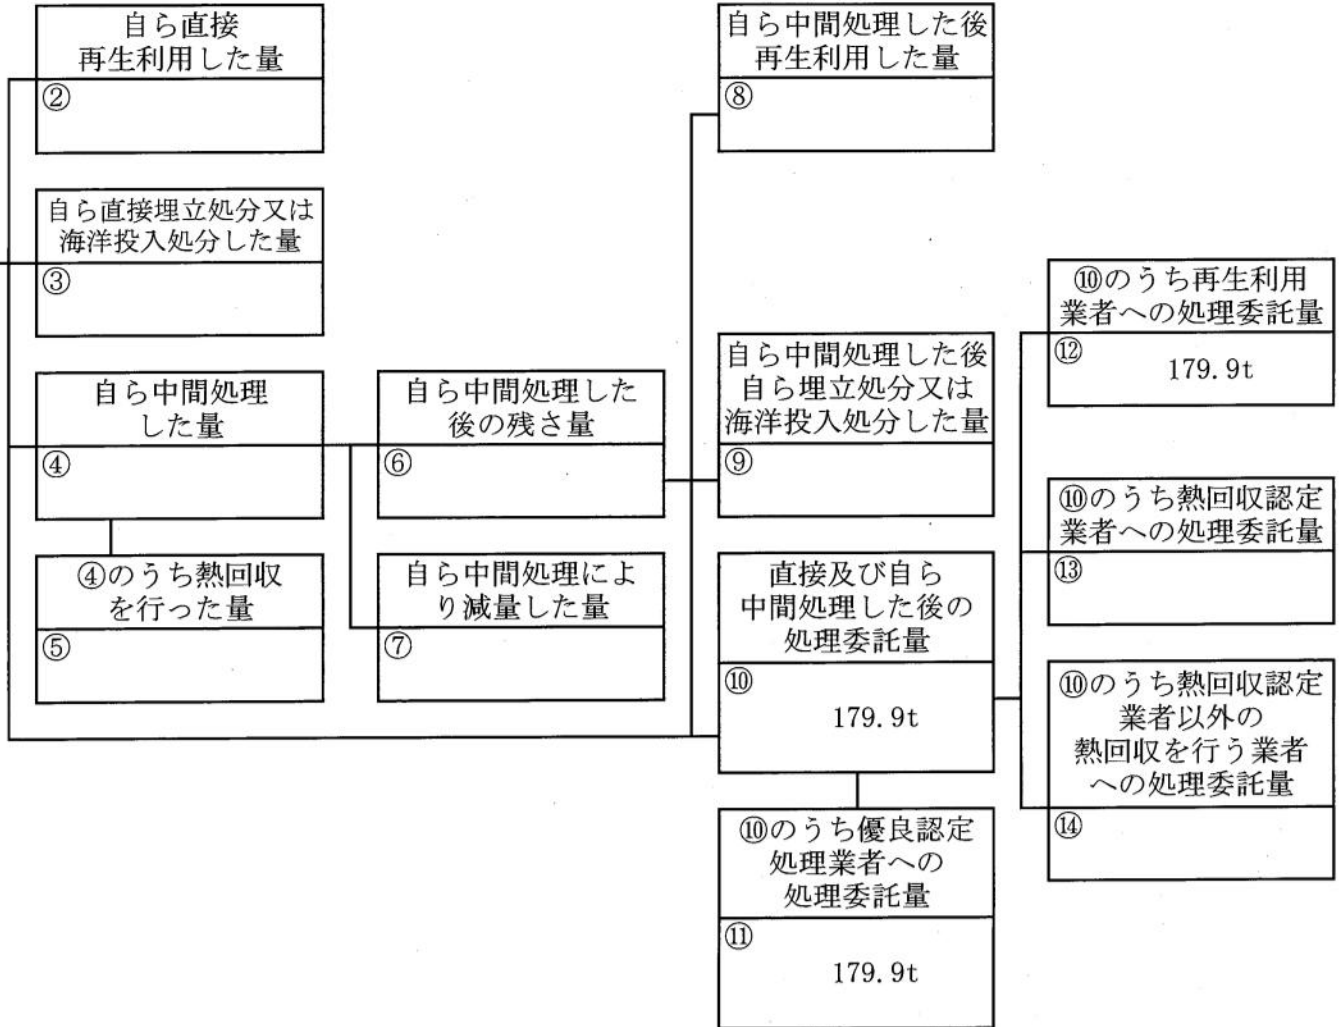 自ら直接
再生利用した量
②
自ら直接埋立処分又は
海洋投入処分した量
③
自ら中間処理
した量
④
④のうち熱回収
を行った量
⑤
自ら中間処理した
後の残さ量
⑥
自ら中間処理によ
り減量した量
⑦
自ら中間処理した後
再生利用した量
⑧
自ら中間処理した後
自ら埋立処分又は
海洋投入処分した量
⑨
直接及び自ら
中間処理した後の
処理委託量
⑩
179.9t
⑩のうち優良認定
処理業者への
処理委託量
⑪
179.9t
⑩のうち再生利用
業者への処理委託量
⑫
179.9t
⑩のうち熱回収認定
業者への処理委託量
⑬
⑩のうち熱回収認定
業者以外の
熱回収を行う業者
への処理委託量
⑭